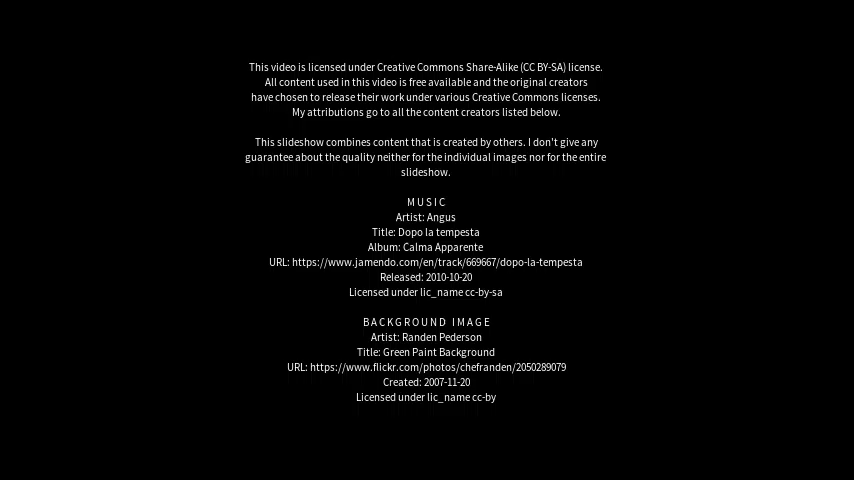 This video is licensed under Creative Commons Share-Alike (CC BY-SA) license.
All content used in this video is free available and the original creators
have chosen to release their work under various Creative Commons licenses.
My attributions go to all the content creators listed below.
This slideshow combines content that is created by others. I don't give any
guarantee about the quality neither for the individual images nor for the entire
slideshow.
MUSIC
Artist: Angus
Title: Dopo la tempesta
Album: Calma Apparente
URL: https://www.jamendo.com/en/track/669667/dopo-la-tempesta
Released: 2010-10-20
Licensed under lic_name cc-by-sa
BACKGROUND IMAGE
Artist: Randen Pederson
Title: Green Paint Background
URL: https://www.flickr.com/photos/chefranden/2050289079
Created: 2007-11-20
Licensed under lic_name cc-by